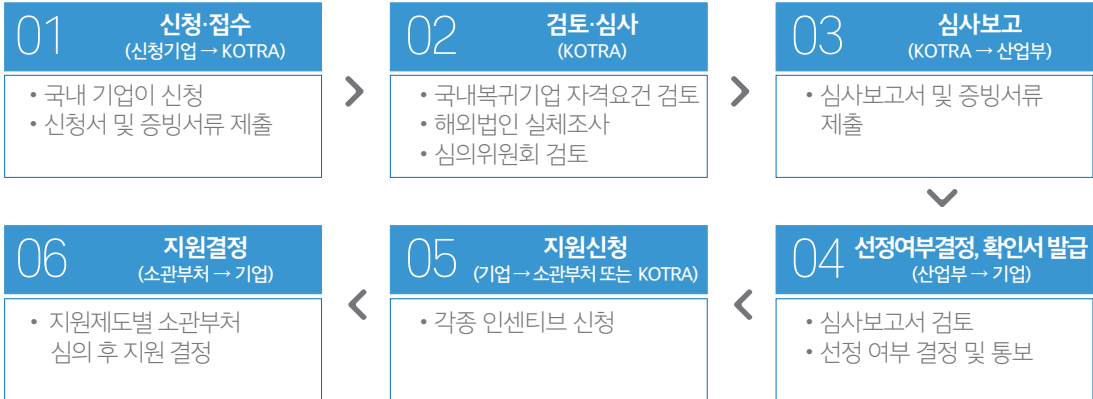 01 신청·접수
(신청기업 → KOTRA)
• 국내 기업이 신청
• 신청서 및 증빙서류 제출
02 검토·심사
(KOTRA)
• 국내복귀기업 자격요건 검토
• 해외법인 실체조사
• 심의위원회 검토
03 심사보고
(KOTRA → 산업부)
• 심사보고서 및 증빙서류
제출
04 선정여부결정, 확인서 발급
(산업부 → 기업)
• 심사보고서 검토
• 선정 여부 결정 및 통보
05 지원신청
(기업 → 소관부처 또는 KOTRA)
• 각종 인센티브 신청
06 지원결정
(소관부처 → 기업)
• 지원제도별 소관부처
심의 후 지원 결정